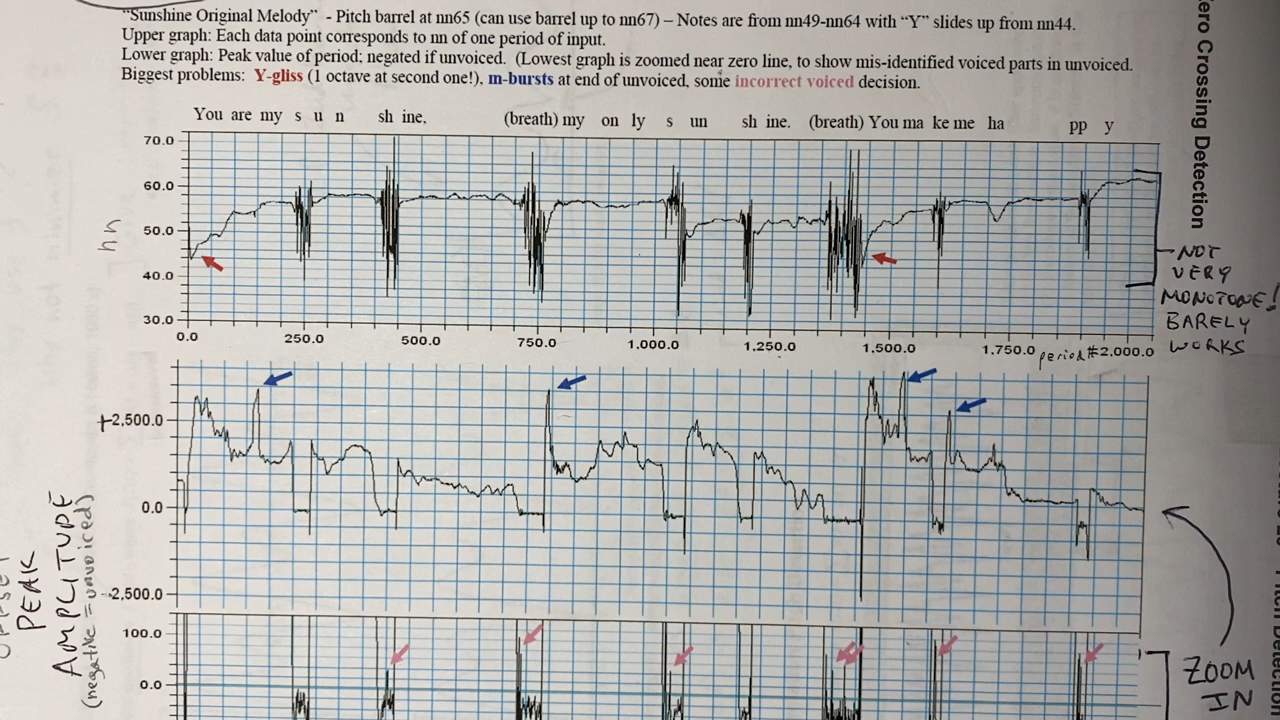 "Sunshine Original Melody" - Pitch barrel at nn65 (can use barrel up to nn67) – Notes are from nn49-nn64 with "Y" slides up from nn44.
Upper graph: Each data point corresponds to nn of one period of input.
Lower graph: Peak value of period; negated if unvoiced. (Lowest graph is zoomed near zero line, to show mis-identified voiced parts in unvoiced.
Biggest problems: Y-gliss (1 octave at second one!), m-bursts at end of unvoiced, some incorrect voiced decision.
You are my s u n sh ine, (breath) my on ly s un sh ine. (breath) You ma ke me ha pp y
70.0
60.0
50.0
40.0
30.0
nn
0.0 250.0 500.0 750.0 1,000.0 1,250.0 1,500.0 1,750.0 period # 2,000.0
NOT
VERY
MONOTONE!
BARELY
WORKS
ero Crossing Detection
+2,500.0
0.0
-2,500.0
PEAK
AMPLITUDE
(negative = unvoiced)
100.0
0.0
ZOOM
IN
Detection